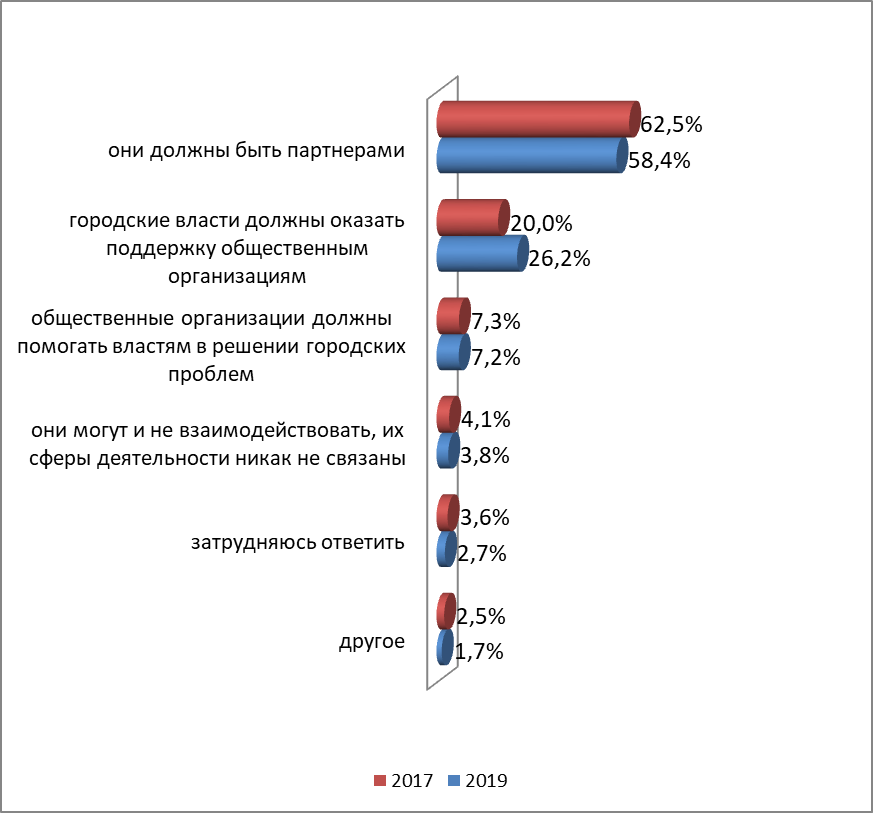 62,5%
они должны быть партнерами
58,4%
городские власти должны оказать
20,0%
поддержку общественным
26,2%
организациям
общественные организации должны
7,3%
помогать властям в решении городских
7,2%
проблем
4,1%
они могут и не взаимодействовать, их
сферы деятельности никак не связаны
3,8%
3,6%
затрудняюсь ответить
2,7%
2,5%
другое
1,7%
2017 2019